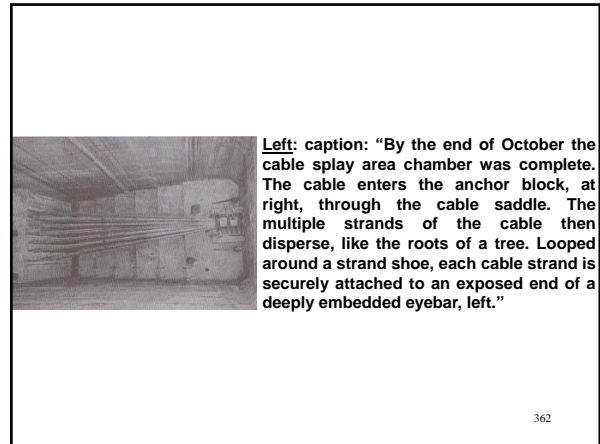 Left: caption: “By the end of October the
cable splay area chamber was complete.
The cable enters the anchor block, at
right, through the cable saddle. The
multiple strands of the cable then
disperse, like the roots of a tree. Looped
around a strand shoe, each cable strand is
securely attached to an exposed end of a
deeply embedded eyebar, left.”
362